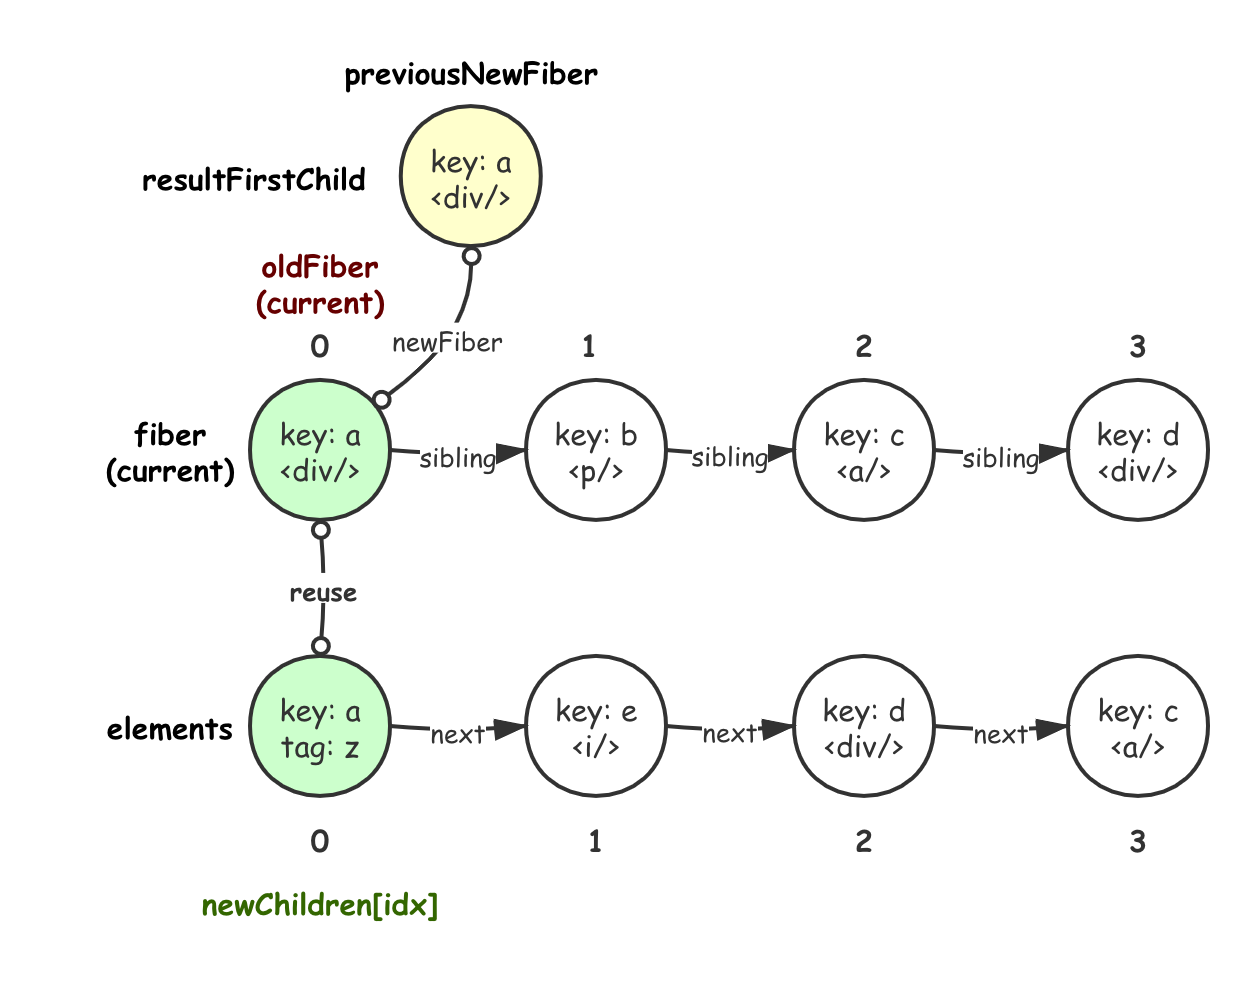 previousNewFiber
key: a
<div/>
resultFirstChild
oldFiber
(current)
newFiber
0
1
2
3
fiber
(current)
key: a
<div/>
sibling
key: b
<p/>
sibling
key: c
<a/>
sibling
key: d
<div/>
reuse
elements
key: a
tag: z
next
key: e
<i/>
next
key: d
<div/>
next
key: c
<a/>
0
1
2
3
newChildren[idx]